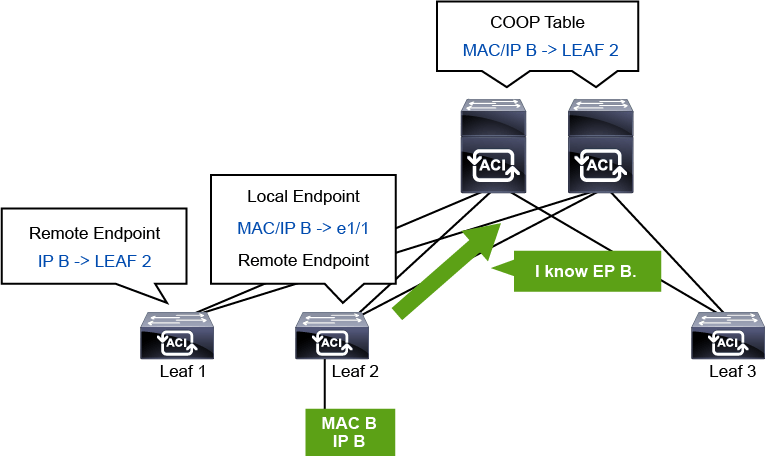 COOP Table
MAC/IP B -> LEAF 2
ACI
ACI
Local Endpoint
MAC/IP B -> e1/1
Remote Endpoint
Remote Endpoint
IP B -> LEAF 2
I know EP B.
ACI
ACI
ACI
Leaf 1
Leaf 2
Leaf 3
MAC B
IP B